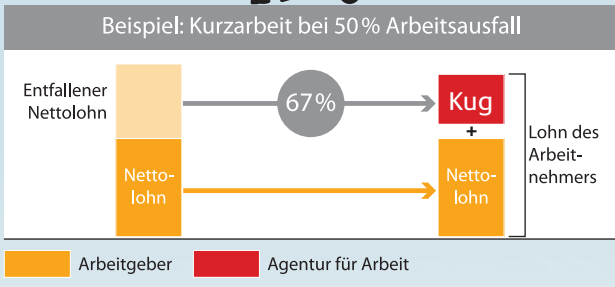 Beispiel: Kurzarbeit bei 50 % Arbeitsausfall
Entfallener
Nettolohn
67 %
Kug
+
Netto-
lohn
Netto-
lohn
Lohn des
Arbeit-
nehmers
Arbeitgeber
Agentur für Arbeit